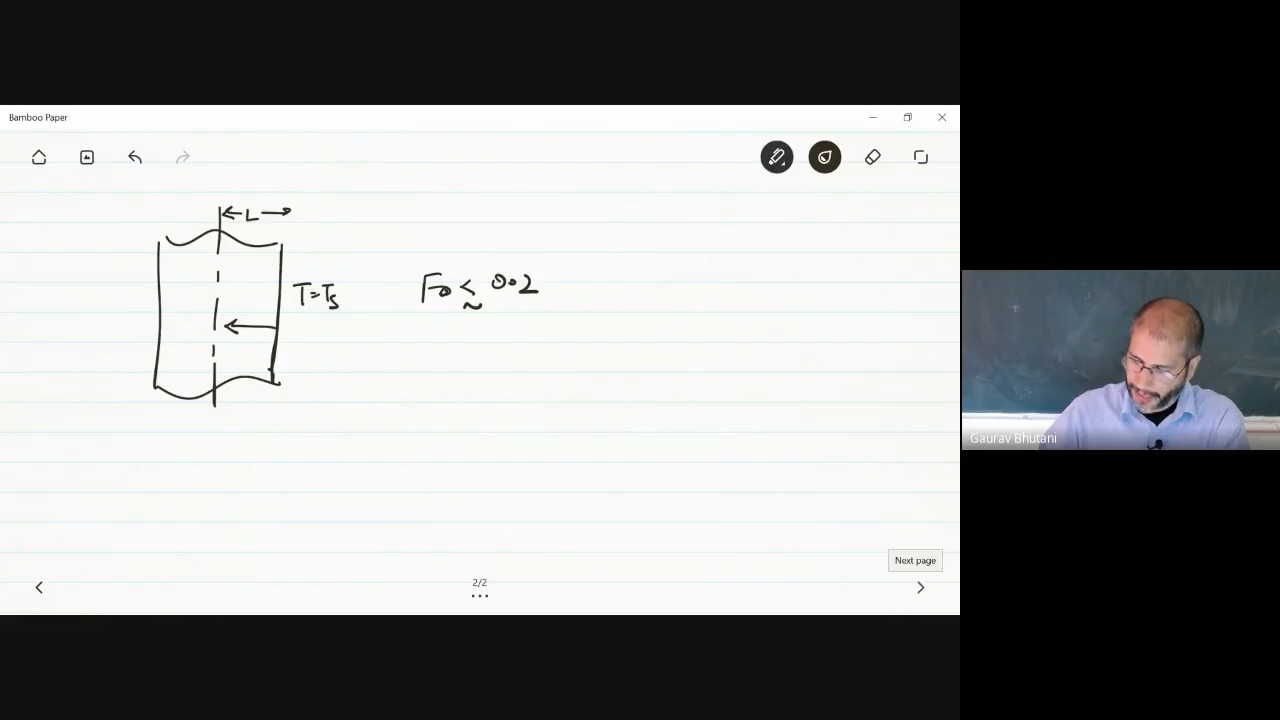 Bamboo Paper
L
T=Ts
Fo ≲ 0.2
Gaurav Bhutani
Next page
2/2